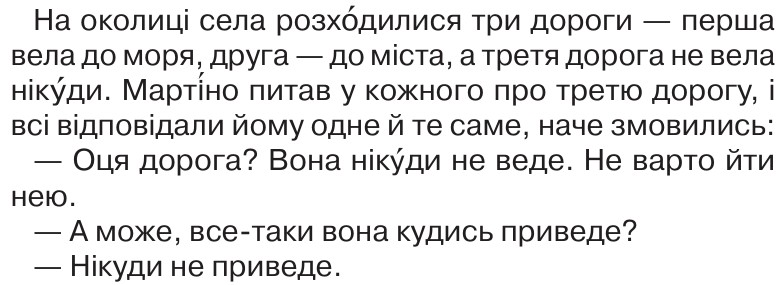 На околиці села розхо́дилися три дороги — перша
вела до моря, друга — до міста, а третя дорога не вела
ніку́ди. Марті́но питав у кожного про третю дорогу, і
всі відповідали йому одне й те саме, наче змовились:
— Оця дорога? Вона ніку́ди не веде. Не варто йти
нею.
— А може, все-таки вона кудись приведе?
— Нікуди не приведе.